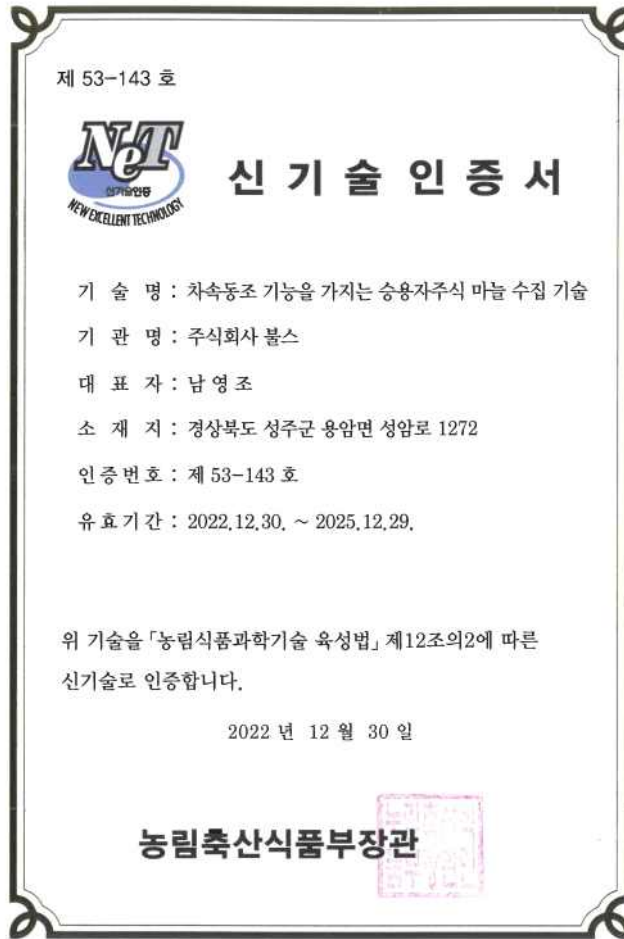 제 53-143 호
NeT
신기술인증
NEW EXCELLENT TECHNOLOGY
신기술인증서
기 술 명 : 차속동조 기능을 가지는 승용자주식 마늘 수집 기술
기 관 명 : 주식회사 불스
대 표 자 : 남영조
소 재 지 : 경상북도 성주군 용암면 성암로 1272
인증번호 : 제 53-143 호
유효기간 : 2022.12.30. ~ 2025.12.29.
위 기술을 「농림식품과학기술 육성법」 제12조의2에 따른
신기술로 인증합니다.
2022 년 12 월 30 일
농림축산식품부장관